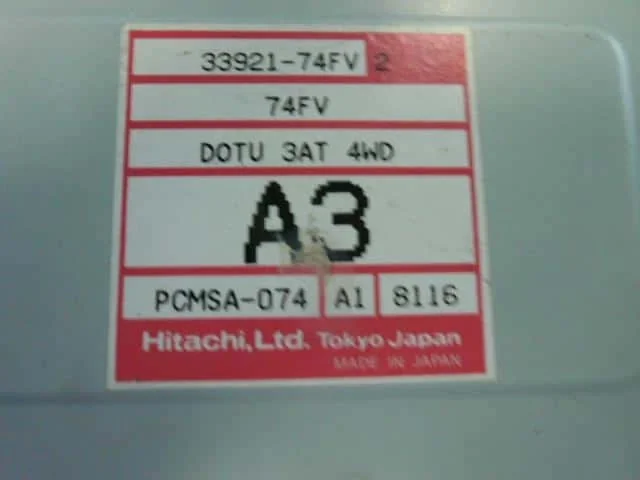 33921-74FV 2
74FV
DOTU 3AT 4WD
A3
PCMSA-074 A1 8116
Hitachi, Ltd. Tokyo Japan
MADE IN JAPAN